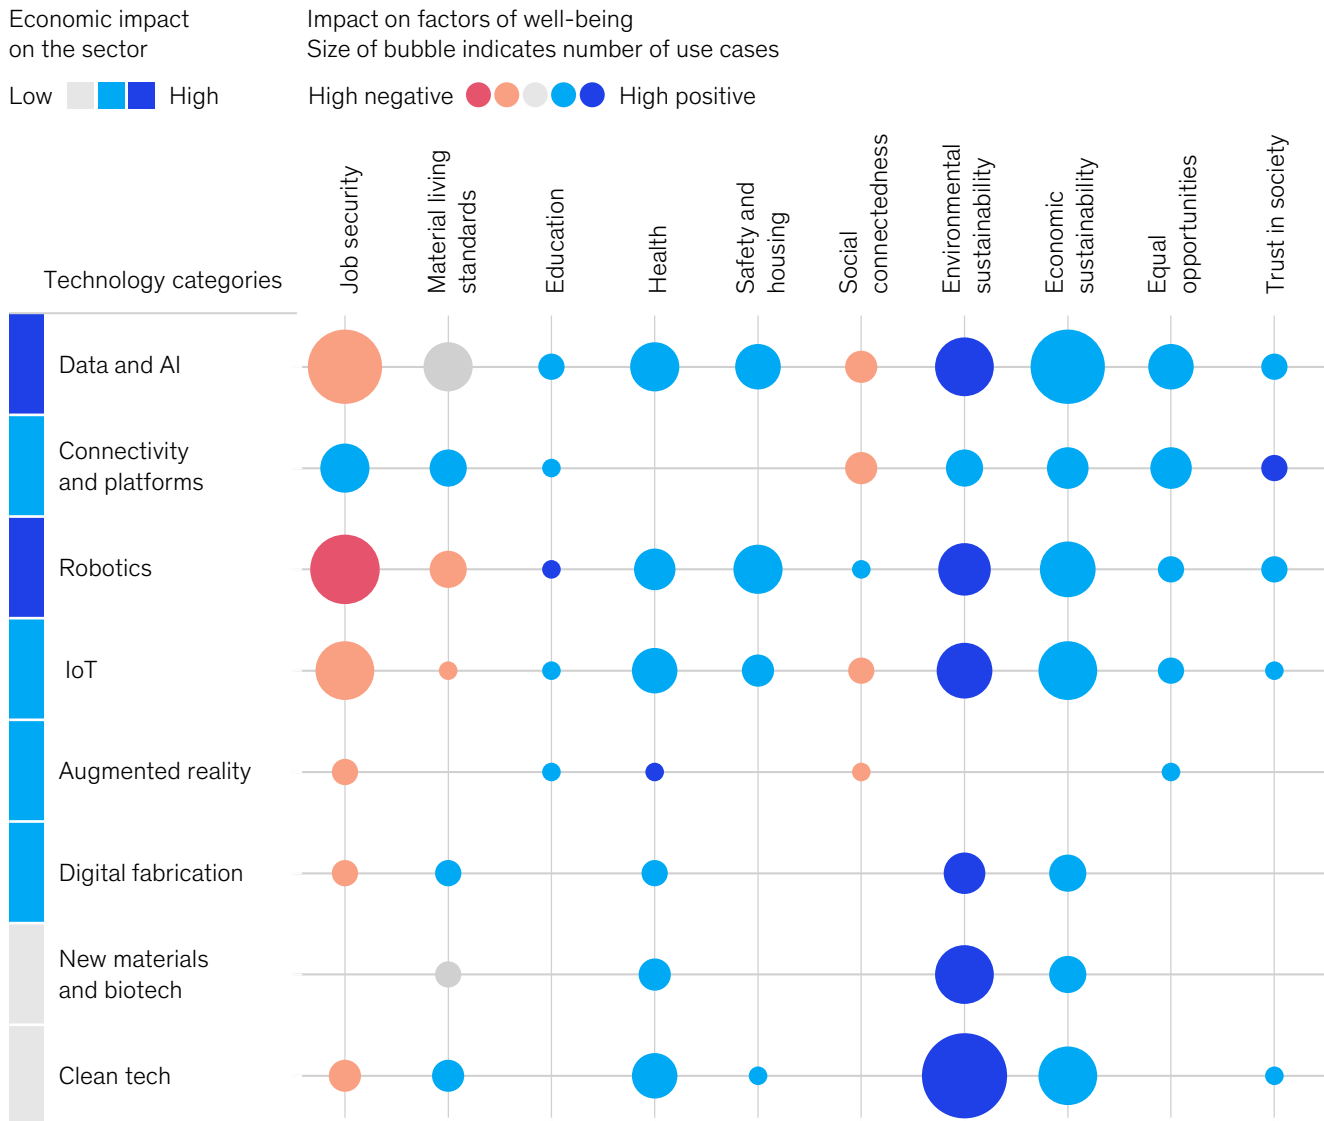 Economic impact
on the sector
Low
High
Impact on factors of well-being
Size of bubble indicates number of use cases
High negative
High positive
Technology categories
Job security
Material living
standards
Education
Health
Safety and
housing
Social
connectedness
Environmental
sustainability
Economic
sustainability
Equal
opportunities
Trust in society
Data and AI
Connectivity
and platforms
Robotics
IoT
Augmented reality
Digital fabrication
New materials
and biotech
Clean tech